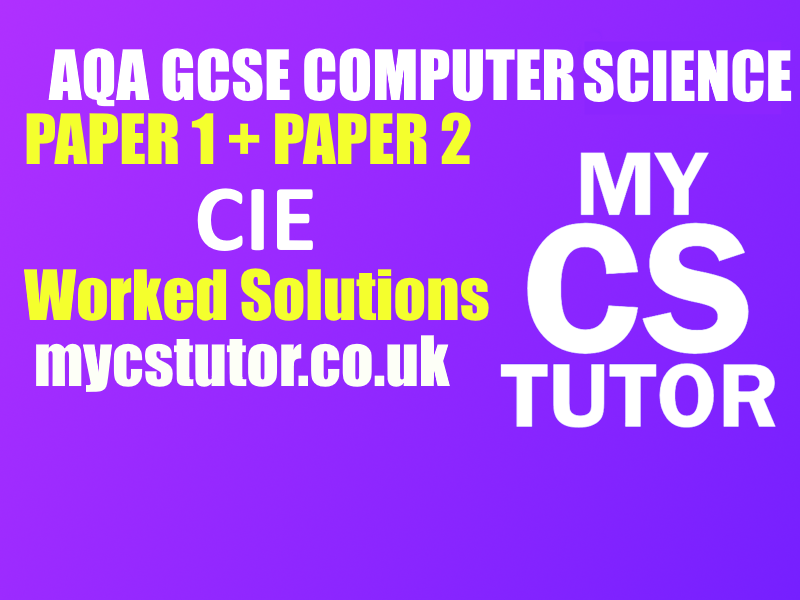 AQA GCSE COMPUTER SCIENCE
PAPER 1 + PAPER 2
CIE
Worked Solutions
mycstutor.co.uk
MY
CS
TUTOR